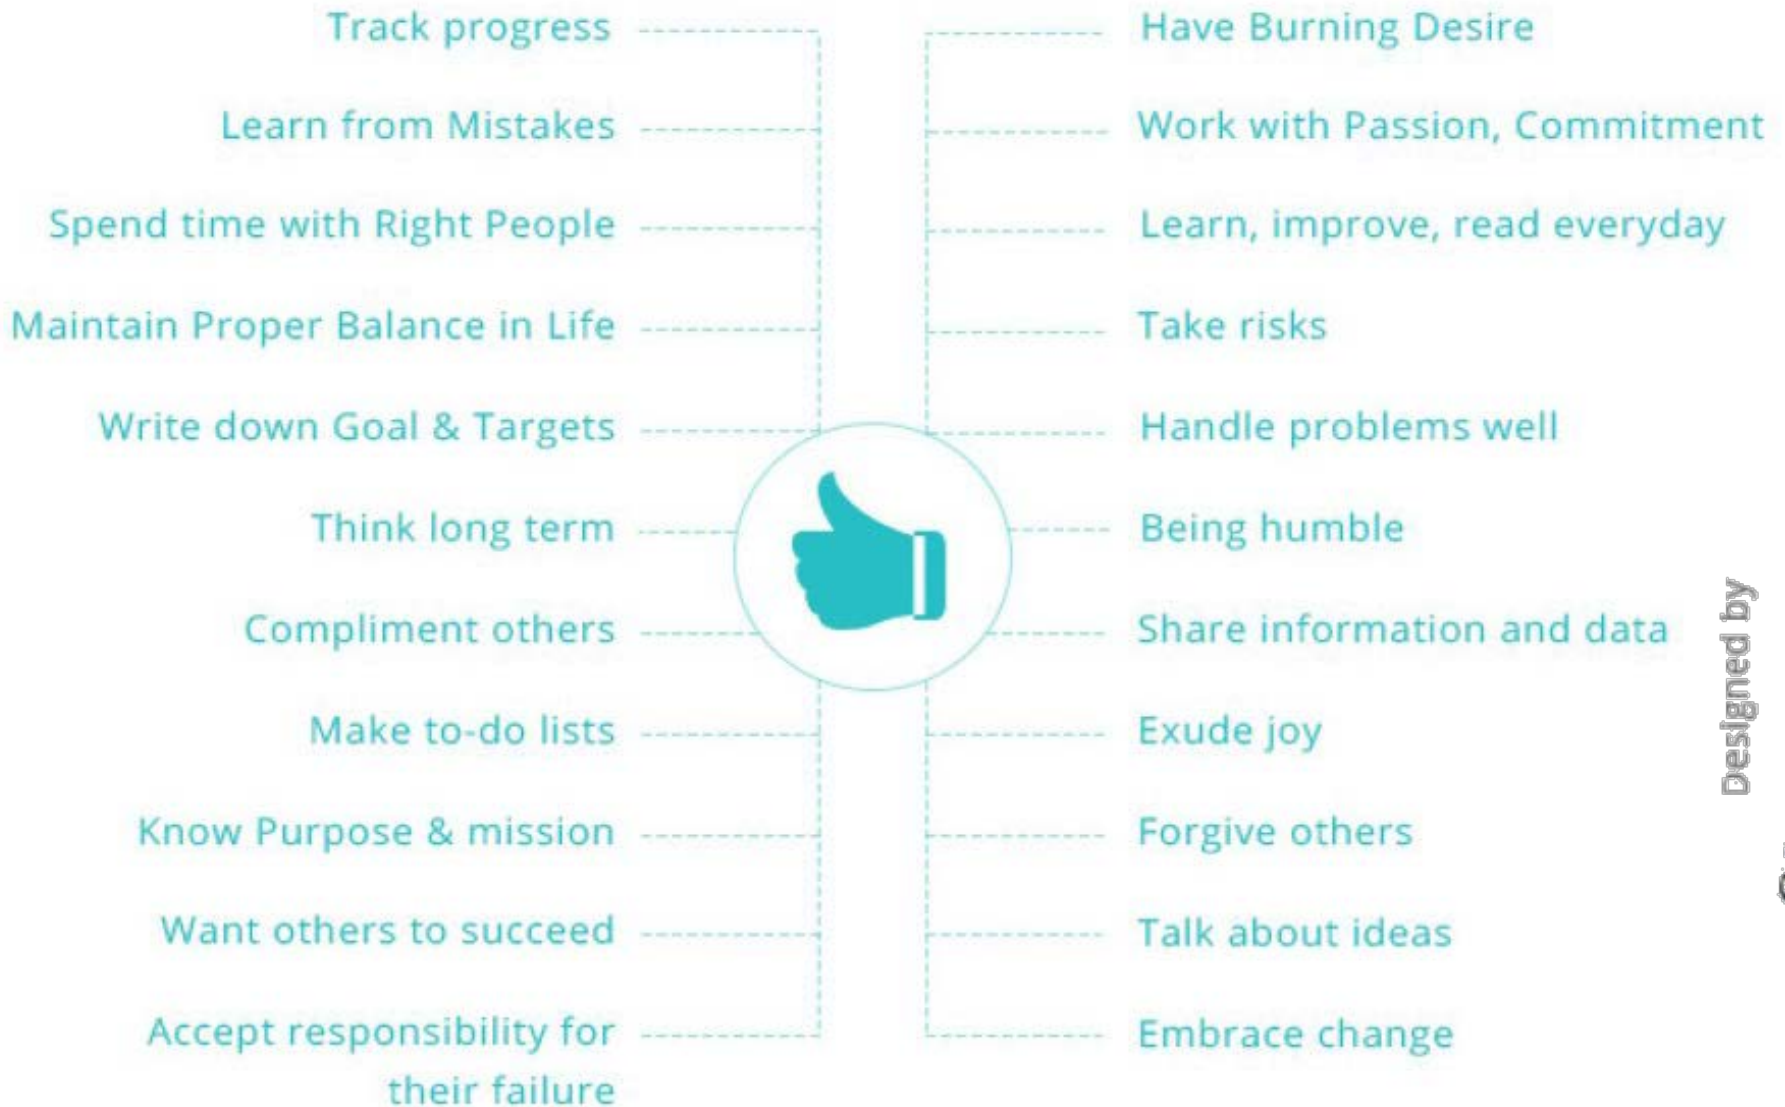 Track progress
Learn from Mistakes
Spend time with Right People
Maintain Proper Balance in Life
Write down Goal & Targets
Think long term
Compliment others
Make to-do lists
Know Purpose & mission
Want others to succeed
Accept responsibility for
their failure
Have Burning Desire
Work with Passion, Commitment
Learn, improve, read everyday
Take risks
Handle problems well
Being humble
Share information and data
Exude joy
Forgive others
Talk about ideas
Embrace change
Designed by